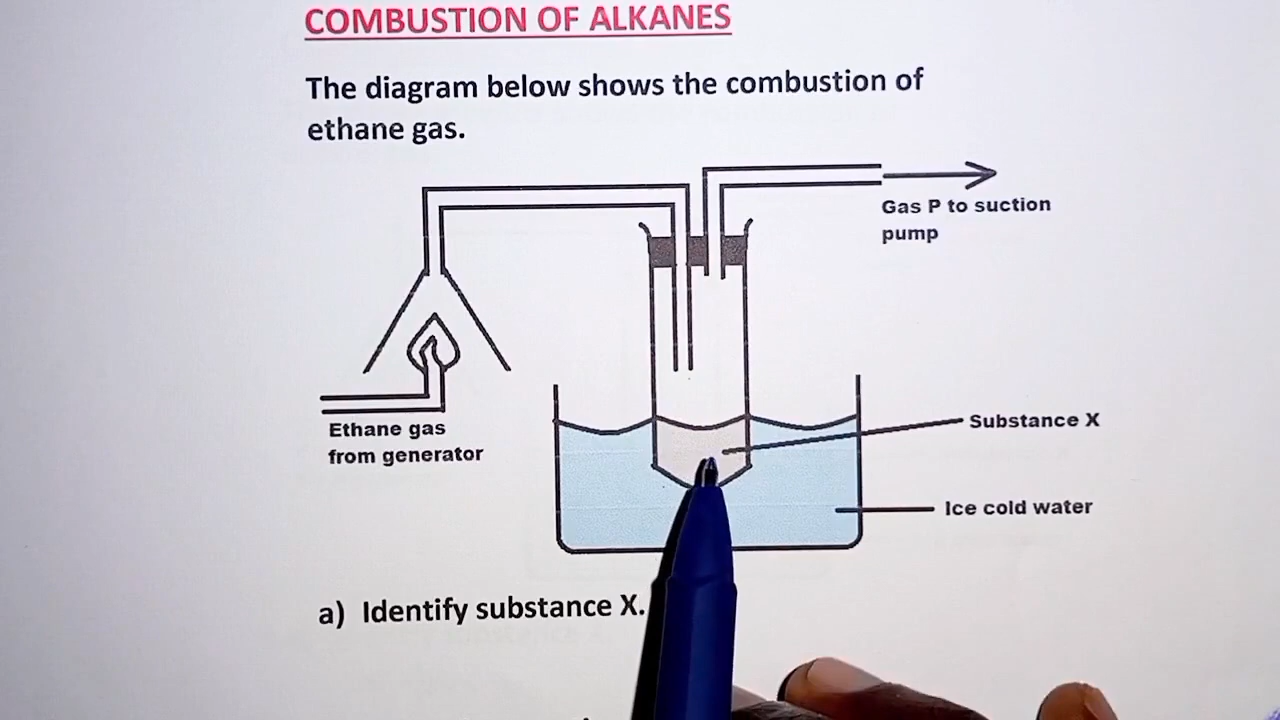 COMBUSTION OF ALKANES
The diagram below shows the combustion of
ethane gas.
Gas P to suction
pump
Ethane gas
from generator
Substance X
Ice cold water
a) Identify substance X.